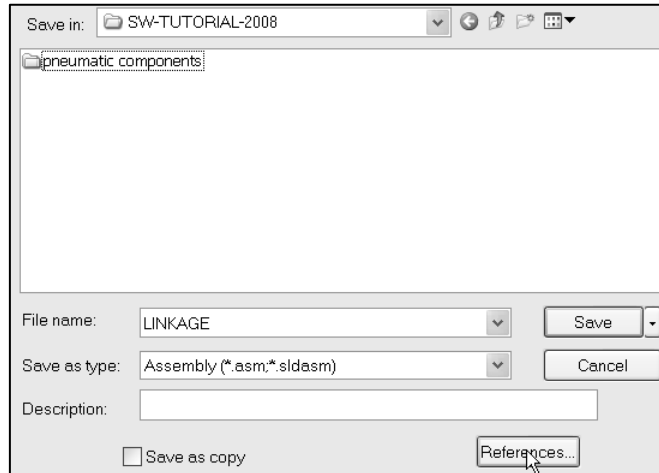 Save in: SW-TUTORIAL-2008
pneumatic components
File name: LINKAGE Save
Save as type: Assembly (*.asm;*.sldasm) Cancel
Description:
Save as copy References...